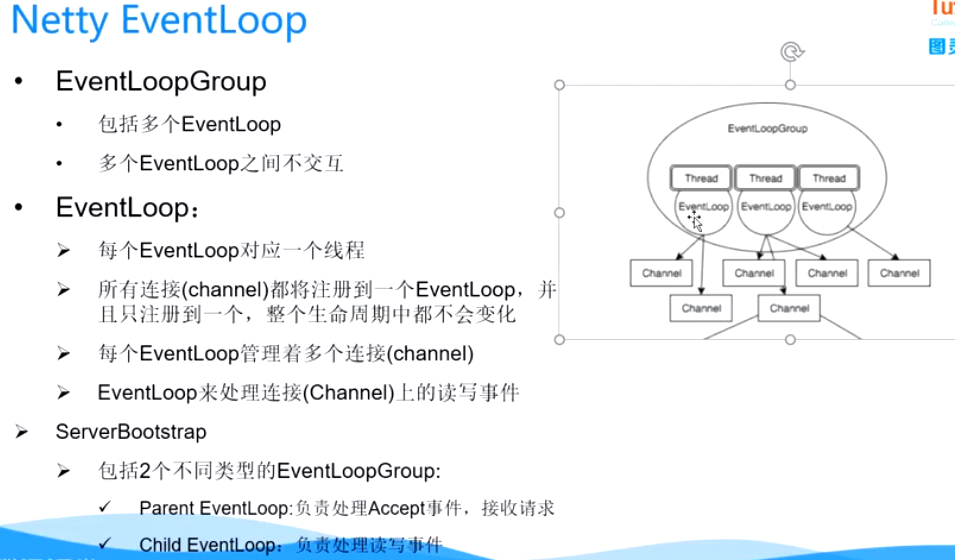 Netty EventLoop
• EventLoopGroup
• 包括多个EventLoop
• 多个EventLoop之间不交互
• EventLoop：
➢ 每个EventLoop对应一个线程
➢ 所有连接(channel)都将注册到一个EventLoop，并
且只注册到一个，整个生命周期中都不会变化
➢ 每个EventLoop管理着多个连接(channel)
➢ EventLoop来处理连接(Channel)上的读写事件
➢ ServerBootstrap
➢ 包括2个不同类型的EventLoopGroup:
✓ Parent EventLoop:负责处理Accept事件，接收请求
✓ Child EventLoop：负责处理读写事件
EventLoopGroup
Thread Thread Thread
EventLoop EventLoop EventLoop
Channel Channel Channel Channel
Channel Channel
Tu
图